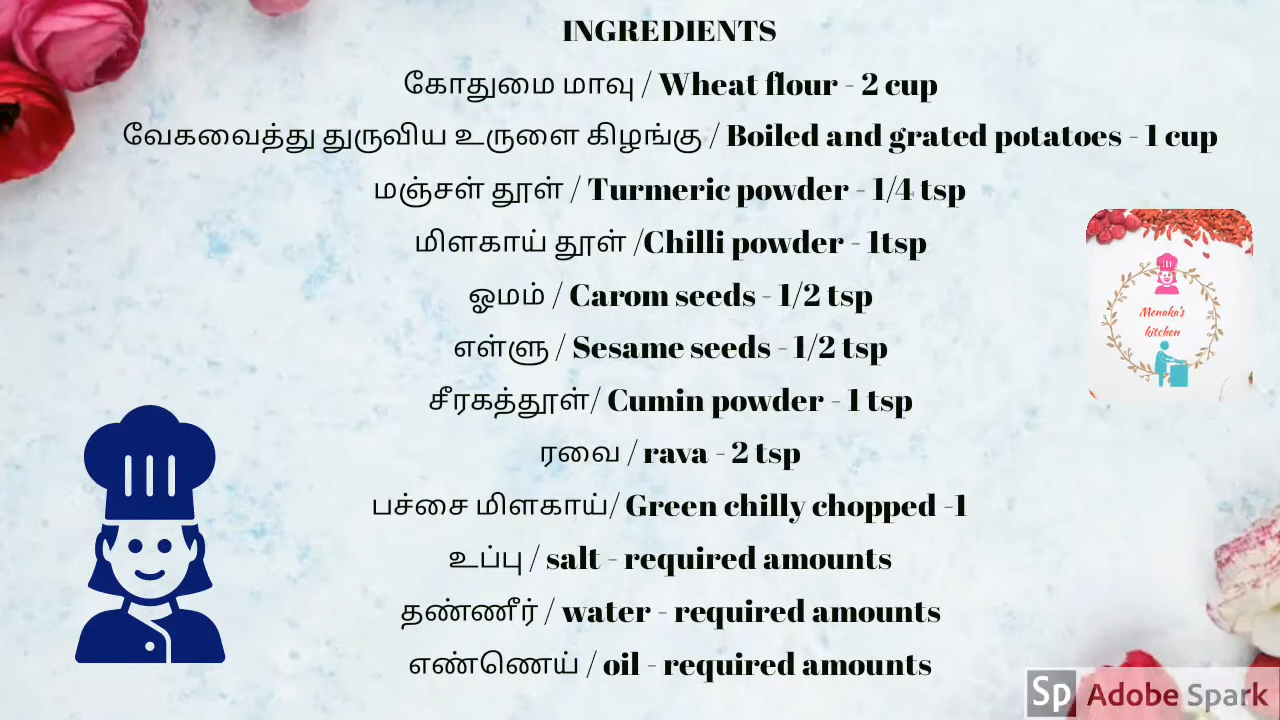 INGREDIENTS
கோதுமை மாவு / Wheat flour - 2 cup
வேகவைத்து துருவிய உருளை கிழங்கு / Boiled and grated potatoes - 1 cup
மஞ்சள் தூள் / Turmeric powder - 1/4 tsp
மிளகாய் தூள் /Chilli powder - 1tsp
ஓமம் / Carom seeds - 1/2 tsp
எள்ளு / Sesame seeds - 1/2 tsp
சீரகத்தூள்/ Cumin powder - 1 tsp
ரவை / rava - 2 tsp
பச்சை மிளகாய்/ Green chilly chopped -1
உப்பு / salt - required amounts
தண்ணீர் / water - required amounts
எண்ணெய் / oil - required amounts
Menaka's
kitchen
Sp Adobe Spark